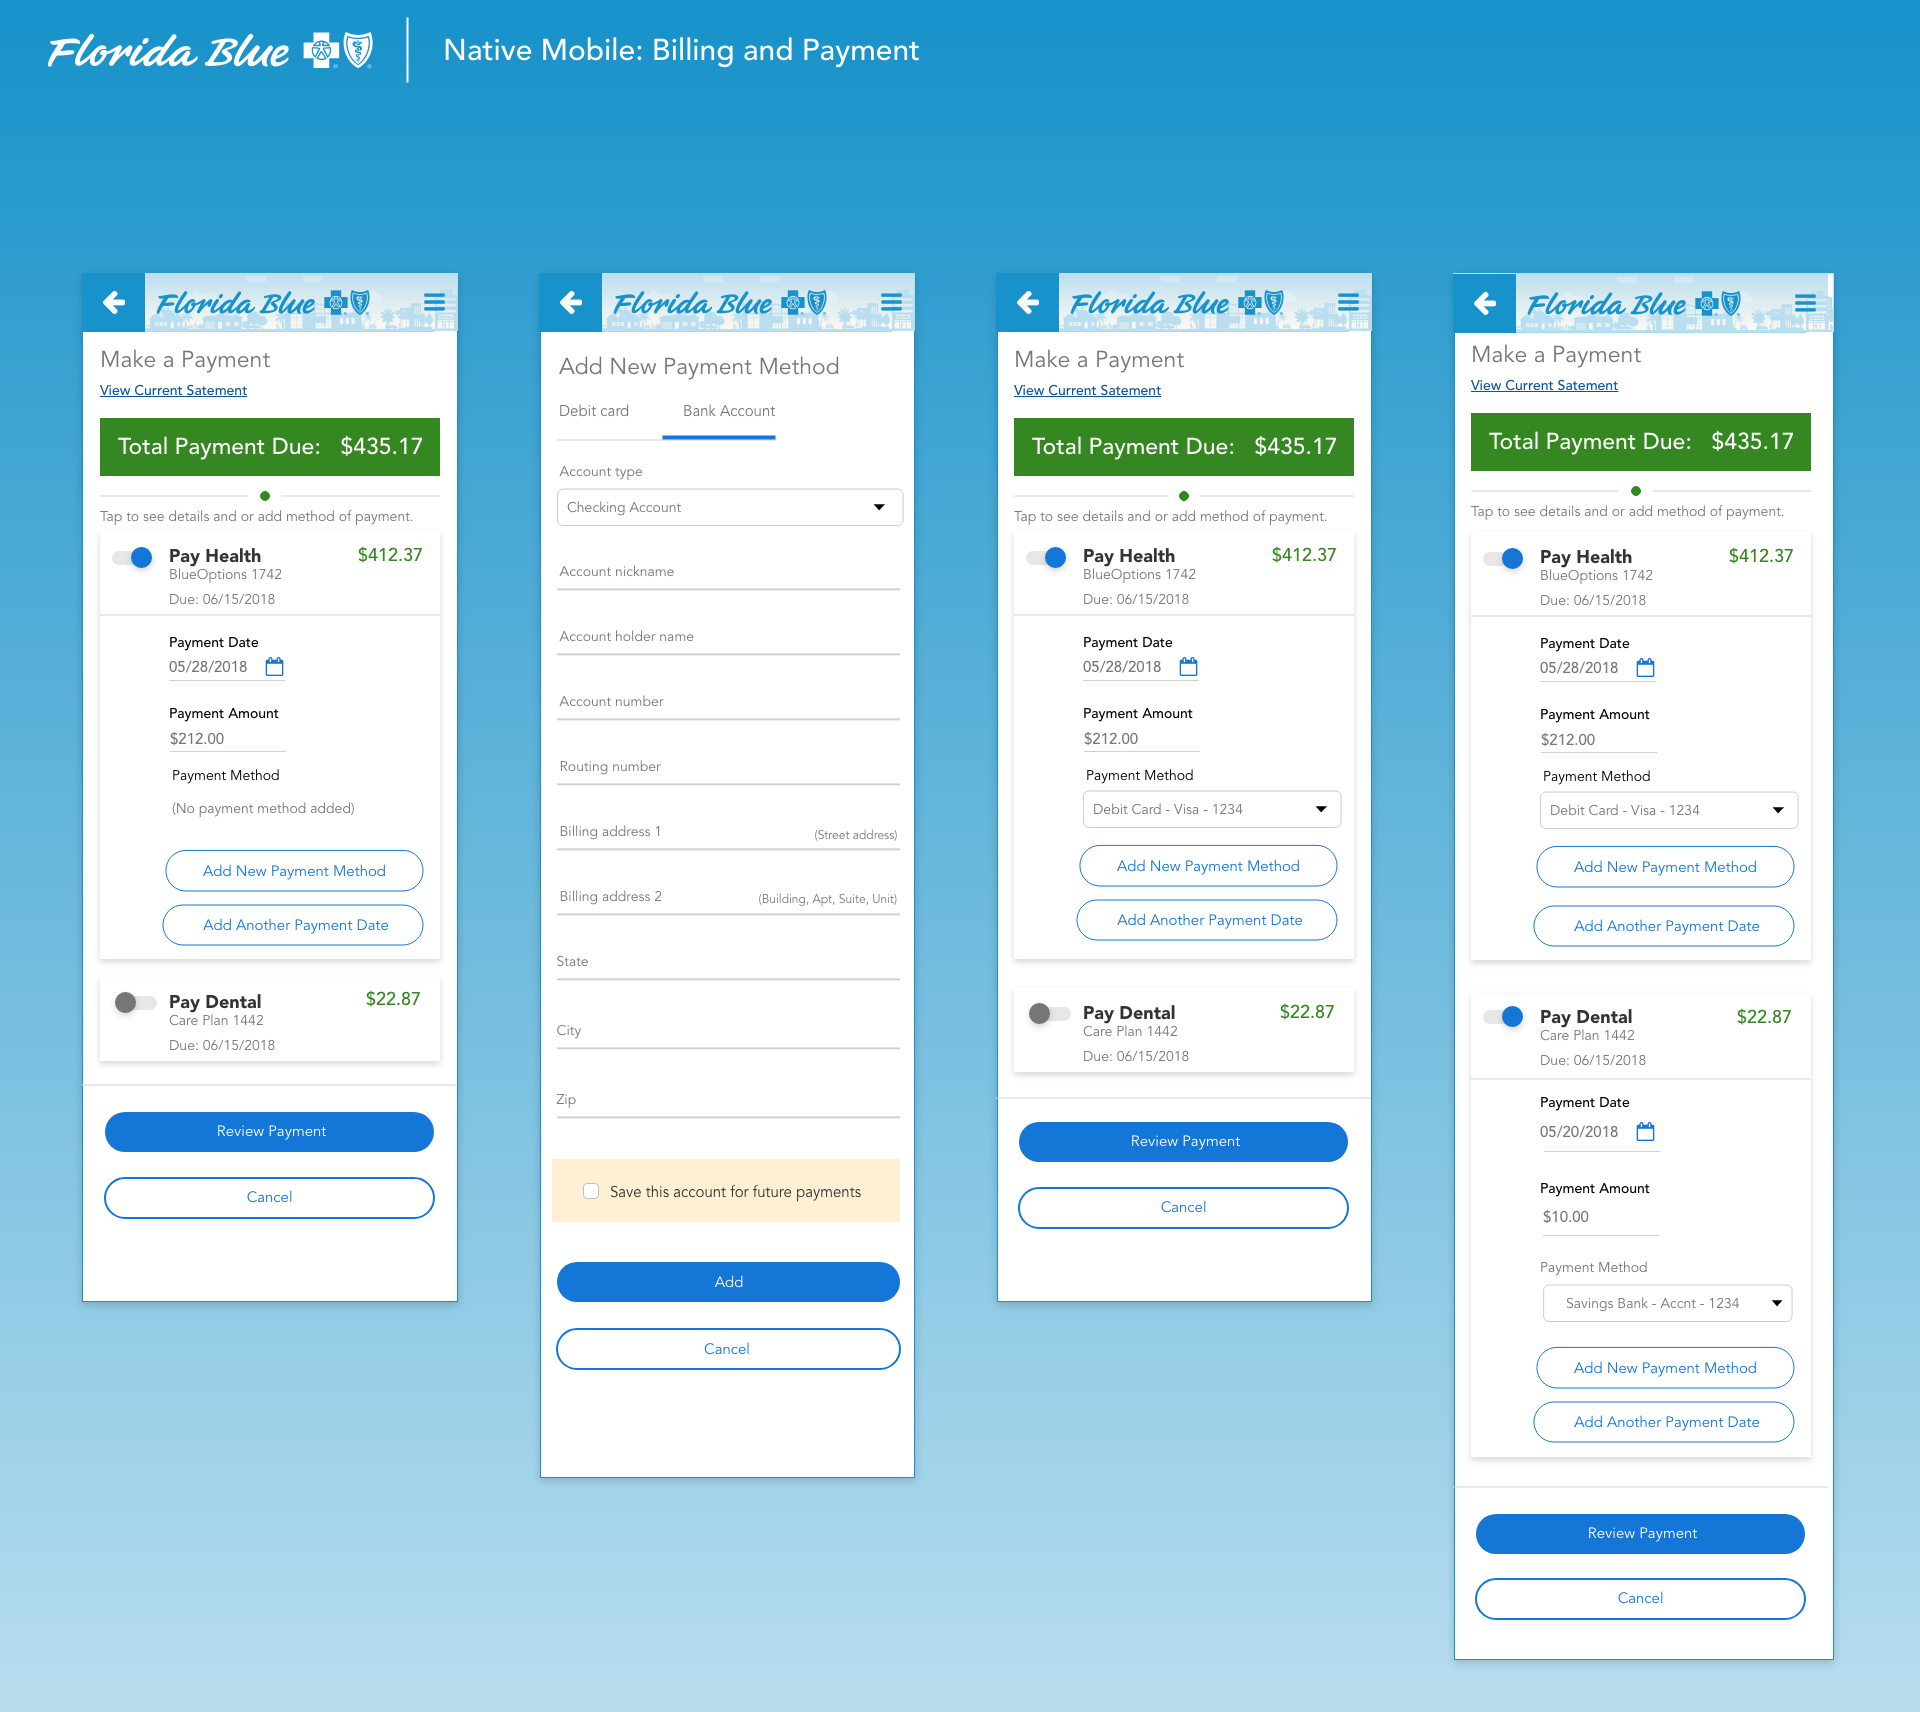 Florida Blue
Native Mobile: Billing and Payment
Florida Blue
Make a Payment
View Current Satement
Total Payment Due: $435.17
Tap to see details and or add method of payment.
Pay Health $412.37
BlueOptions 1742
Due: 06/15/2018
Payment Date
05/28/2018
Payment Amount
$212.00
Payment Method
(No payment method added)
Add New Payment Method
Add Another Payment Date
Pay Dental $22.87
Care Plan 1442
Due: 06/15/2018
Review Payment
Cancel
Florida Blue
Add New Payment Method
Debit card Bank Account
Account type
Checking Account
Account nickname
Account holder name
Account number
Routing number
Billing address 1 (Street address)
Billing address 2 (Building, Apt, Suite, Unit)
State
City
Zip
Save this account for future payments
Add
Cancel
Florida Blue
Make a Payment
View Current Satement
Total Payment Due: $435.17
Tap to see details and or add method of payment.
Pay Health $412.37
BlueOptions 1742
Due: 06/15/2018
Payment Date
05/28/2018
Payment Amount
$212.00
Payment Method
Debit Card - Visa - 1234
Add New Payment Method
Add Another Payment Date
Pay Dental $22.87
Care Plan 1442
Due: 06/15/2018
Review Payment
Cancel
Florida Blue
Make a Payment
View Current Satement
Total Payment Due: $435.17
Tap to see details and or add method of payment.
Pay Health $412.37
BlueOptions 1742
Due: 06/15/2018
Payment Date
05/28/2018
Payment Amount
$212.00
Payment Method
Debit Card - Visa - 1234
Add New Payment Method
Add Another Payment Date
Pay Dental $22.87
Care Plan 1442
Due: 06/15/2018
Payment Date
05/20/2018
Payment Amount
$10.00
Payment Method
Savings Bank - Accnt - 1234
Add New Payment Method
Add Another Payment Date
Review Payment
Cancel